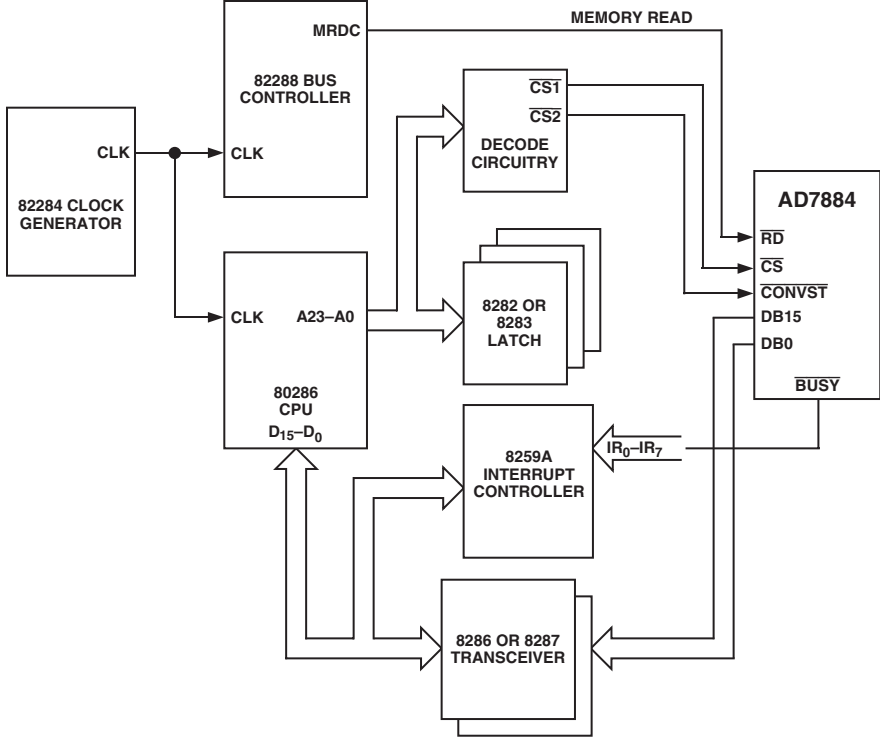 MEMORY READ
MRDC
82288 BUS
CONTROLLER
CLK
CLK
82284 CLOCK
GENERATOR
CS1
CS2
DECODE
CIRCUITRY
AD7884
RD
CS
CONVST
DB15
DB0
BUSY
CLK
A23–A0
80286
CPU
D15–D0
8282 OR
8283
LATCH
8259A
INTERRUPT
CONTROLLER
IR0–IR7
8286 OR 8287
TRANSCEIVER